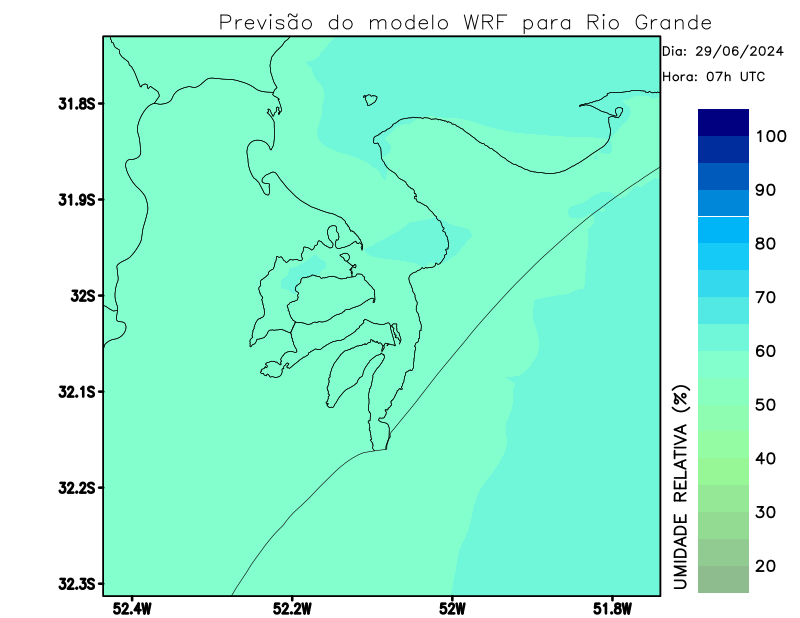 Previsão do modelo WRF para Rio Grande
Dia: 29/06/2024
Hora: 07h UTC
31.8S
31.9S
32S
32.1S
32.2S
32.3S
52.4W
52.2W
52W
51.8W
UMIDADE RELATIVA (%)
100
90
80
70
60
50
40
30
20